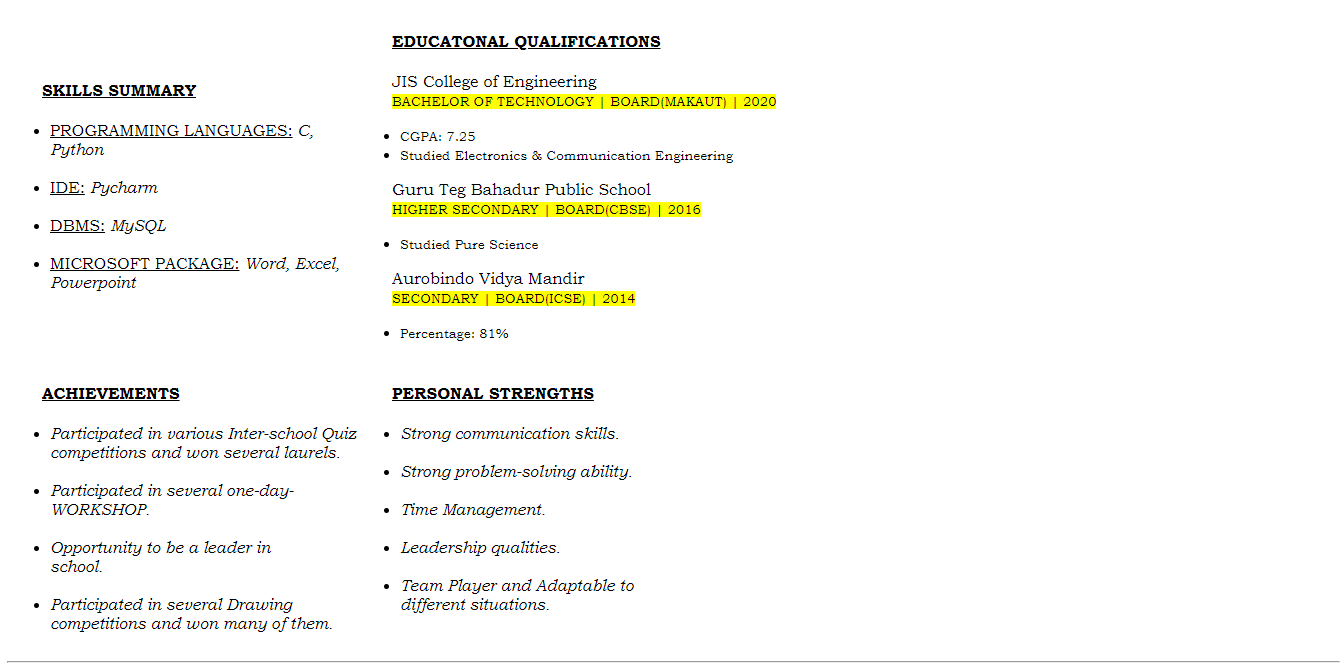 SKILLS SUMMARY
PROGRAMMING LANGUAGES: C,
Python
IDE: Pycharm
DBMS: MySQL
MICROSOFT PACKAGE: Word, Excel,
Powerpoint
EDUCATONAL QUALIFICATIONS
JIS College of Engineering
BACHELOR OF TECHNOLOGY | BOARD(MAKAUT) | 2020
CGPA: 7.25
Studied Electronics & Communication Engineering
Guru Teg Bahadur Public School
HIGHER SECONDARY | BOARD(CBSE) | 2016
Studied Pure Science
Aurobindo Vidya Mandir
SECONDARY | BOARD(ICSE) | 2014
Percentage: 81%
ACHIEVEMENTS
Participated in various Inter-school Quiz
competitions and won several laurels.
Participated in several one-day-
WORKSHOP.
Opportunity to be a leader in
school.
Participated in several Drawing
competitions and won many of them.
PERSONAL STRENGTHS
Strong communication skills.
Strong problem-solving ability.
Time Management.
Leadership qualities.
Team Player and Adaptable to
different situations.